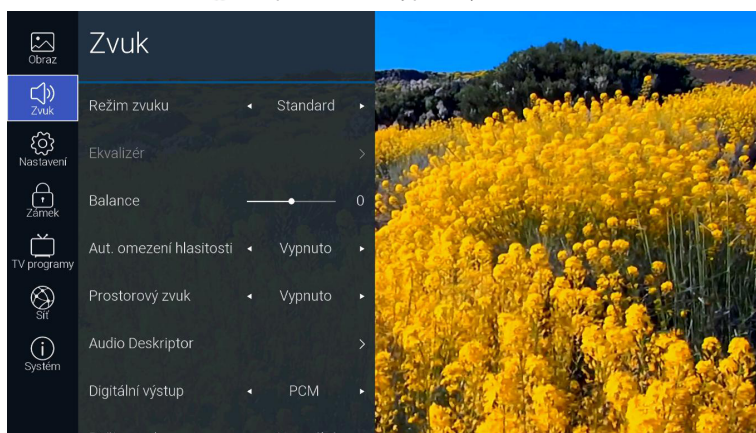 Obraz
Zvuk
Nastavení
Zámek
TV programy
Síť
Systém
Zvuk
Režim zvuku Standard
Ekvalizér
Balance 0
Aut. omezení hlasitosti Vypnuto
Prostorový zvuk Vypnuto
Audio Deskriptor
Digitální výstup PCM